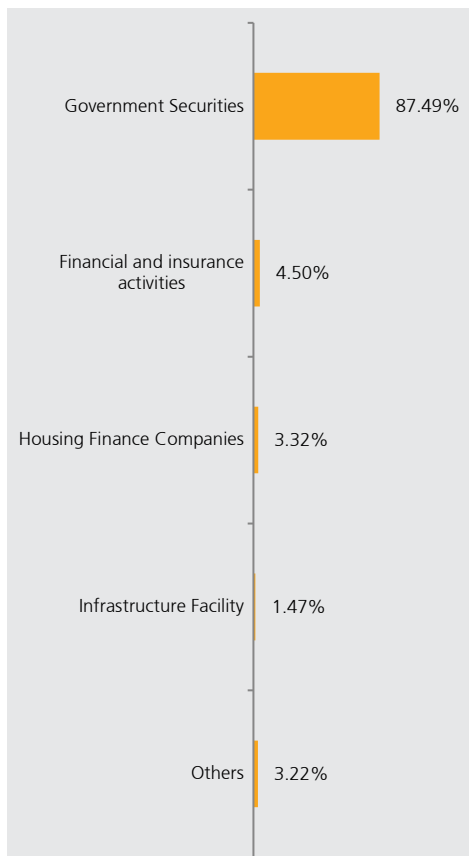 Government Securities 87.49%
Financial and insurance
activities 4.50%
Housing Finance Companies 3.32%
Infrastructure Facility 1.47%
Others 3.22%